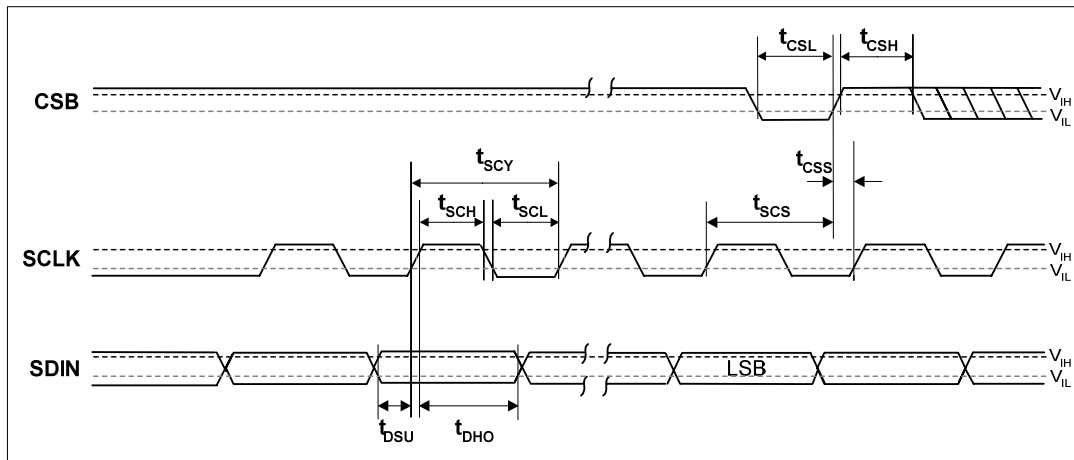 tCSL tCSH
CSB VIH
VIL
tSCY tCSS
tSCH tSCL tSCS
SCLK VIH
VIL
SDIN LSB VIH
VIL
tDSU tDHO